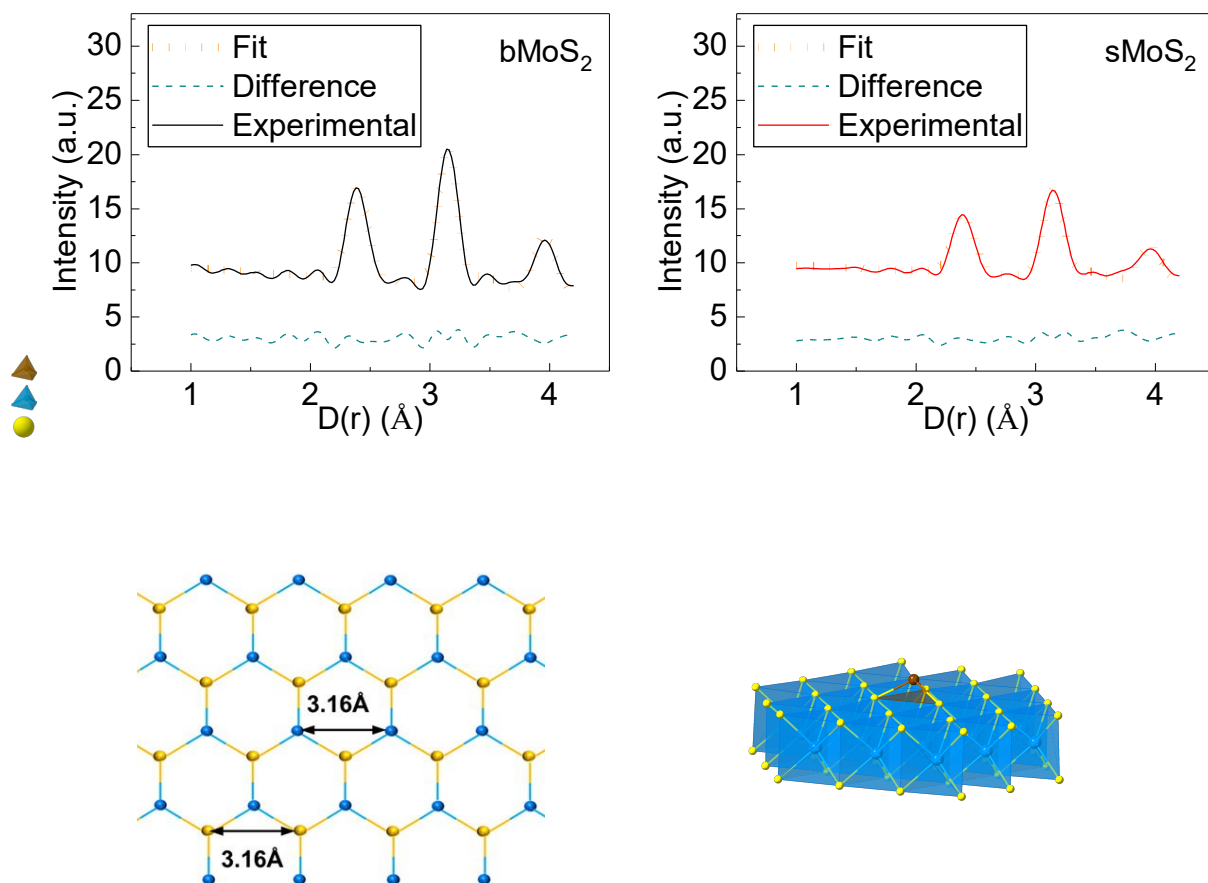 30
25
20
15
10
5
0
Intensity (a.u.)
Fit
Difference
Experimental
bMoS2
1
2
3
4
D(r) (Å)
30
25
20
15
10
5
0
Intensity (a.u.)
Fit
Difference
Experimental
sMoS2
1
2
3
4
D(r) (Å)
3.16Å
3.16Å